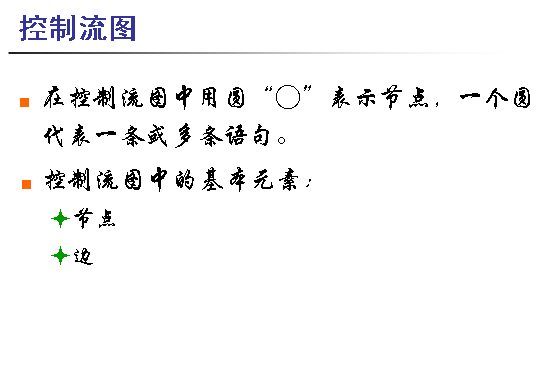 控制流图
在控制流图中用圆“○”表示节点，一个圆
代表一条或多条语句。
控制流图中的基本元素：
节点
边